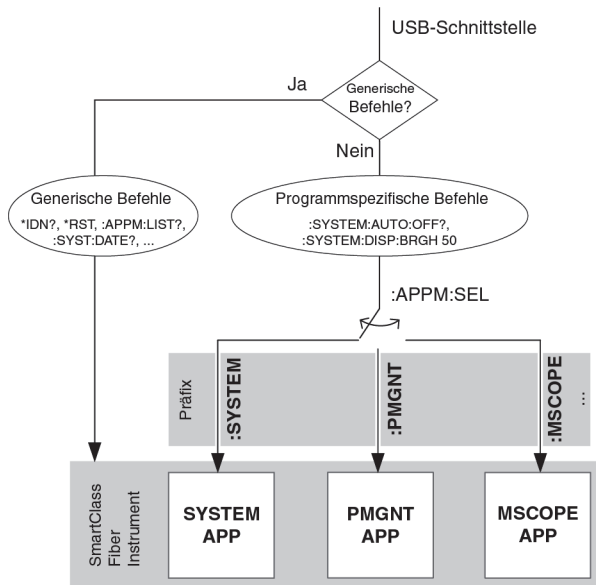 USB-Schnittstelle
Generische
Befehle?
Ja
Nein
Generische Befehle
*IDN?, *RST, :APPM:LIST?,
:SYST:DATE?, ...
Programmspezifische Befehle
:SYSTEM:AUTO:OFF?,
:SYSTEM:DISP:BRGH 50
:APPM:SEL
Präfix
:SYSTEM
:PMGNT
:MSCOPE
...
SmartClass
Fiber
Instrument
SYSTEM
APP
PMGNT
APP
MSCOPE
APP